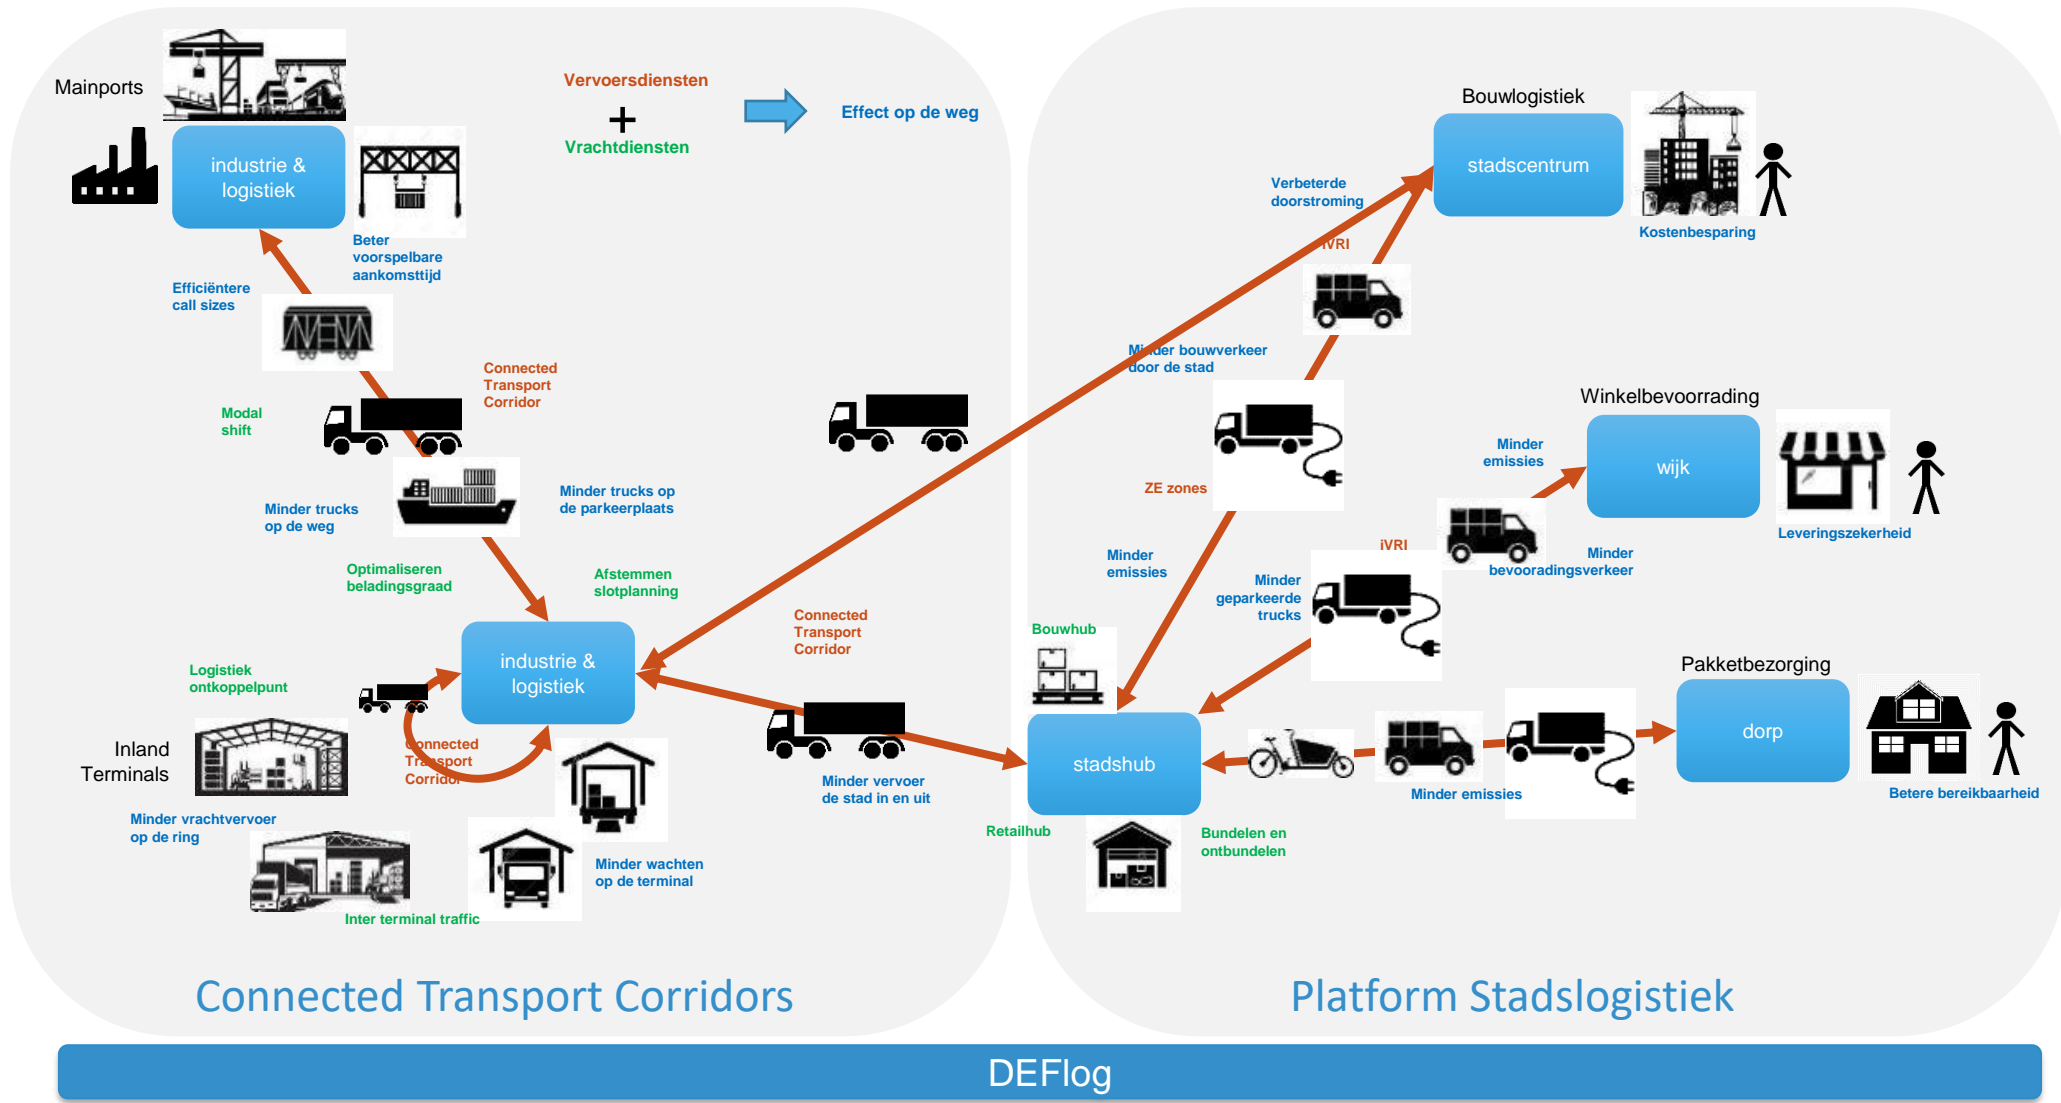 Mainports
industrie &
logistiek
Vervoersdiensten
+
Vrachtdiensten
Effect op de weg
Beter
voorspelbare
aankomsttijd
Efficiëntere
call sizes
Connected
Transport
Corridor
Modal
shift
Minder trucks
op de weg
Minder trucks op
de parkeerplaats
Optimaliseren
beladingsgraad
Afstemmen
slotplanning
industrie &
logistiek
Connected
Transport
Corridor
Logistiek
ontkoppelpunt
Inland
Terminals
Connected
Transport
Corridor
Minder vrachtvervoer
op de ring
Inter terminal traffic
Minder wachten
op de terminal
Minder vervoer
de stad in en uit
Connected Transport Corridors
Bouwlogistiek
stadscentrum
Kostenbesparing
Verbeterde
doorstroming
iVRI
Minder bouwverkeer
door de stad
ZE zones
Minder
emissies
Winkelbevoorrading
wijk
Leveringszekerheid
Minder
emissies
iVRI
Minder
bevooradingsverkeer
Minder
geparkeerde
trucks
Bouwhub
stadshub
Retailhub
Bundelen en
ontbundelen
Pakketbezorging
dorp
Minder emissies
Betere bereikbaarheid
Platform Stadslogistiek
DEFlog